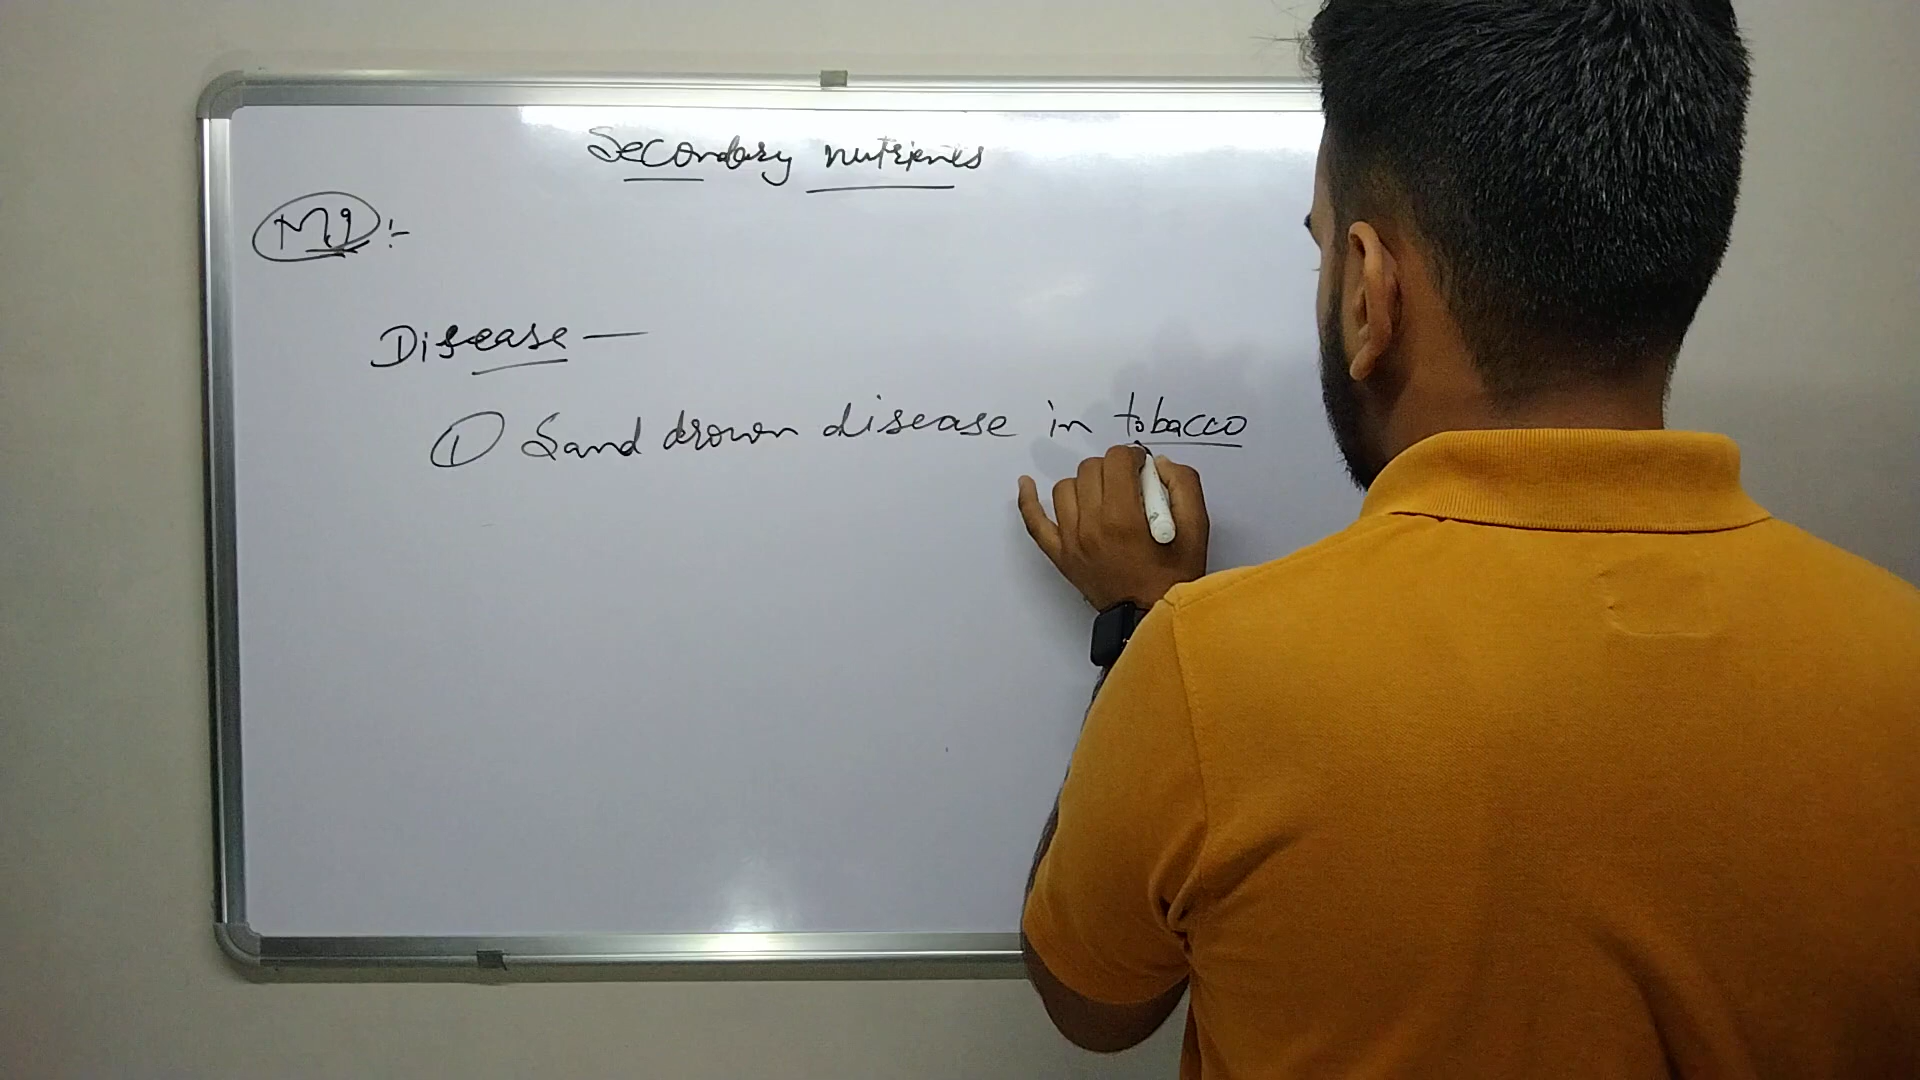 Secondary nutrients
Mg :-
Disease —
① Sand drown disease in tobacco